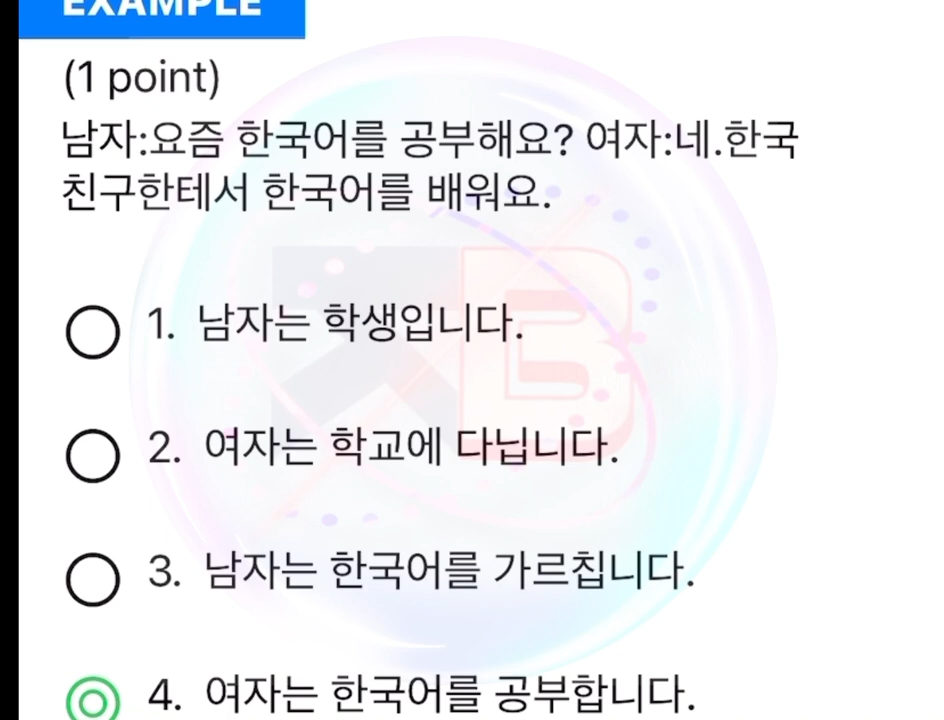 EXAMPLE
(1 point)
남자:요즘 한국어를 공부해요? 여자:네.한국
친구한테서 한국어를 배워요.
1. 남자는 학생입니다.
2. 여자는 학교에 다닙니다.
3. 남자는 한국어를 가르칩니다.
4. 여자는 한국어를 공부합니다.